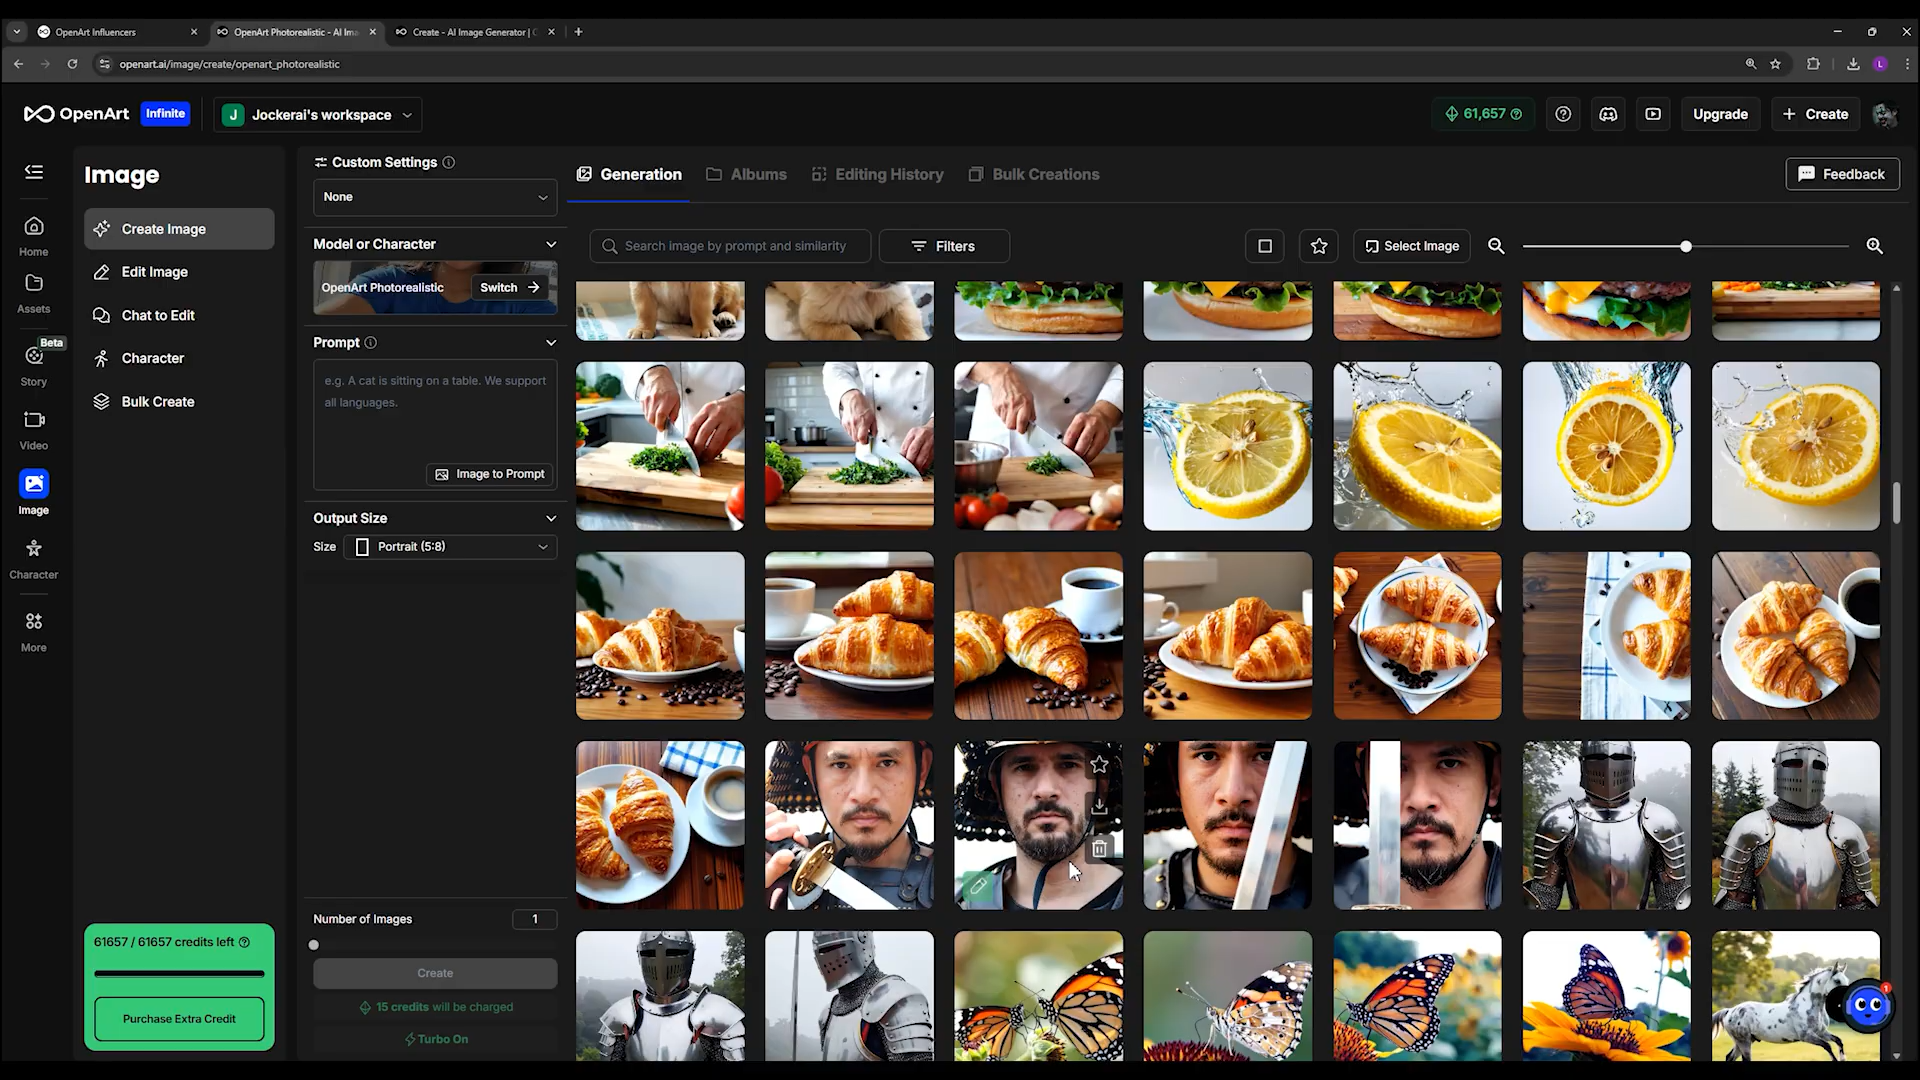 OpenArt Influencers
OpenArt Photorealistic - AI Ima
Create - AI Image Generator |
openart.ai/image/create/openart_photorealistic
L
OpenArt
Infinite
J
Jockerai's workspace
61,657
Upgrade
Create
Home
Assets
Beta
Story
Video
Image
Character
More
Image
Create Image
Edit Image
Chat to Edit
Character
Bulk Create
61657 / 61657 credits left
Purchase Extra Credit
Custom Settings
None
Model or Character
OpenArt Photorealistic
Switch
Prompt
e.g. A cat is sitting on a table. We support
all languages.
Image to Prompt
Output Size
Size
Portrait (5:8)
Number of Images
1
Create
15 credits will be charged
Turbo On
Generation
Albums
Editing History
Bulk Creations
Feedback
Search image by prompt and similarity
Filters
Select Image
1